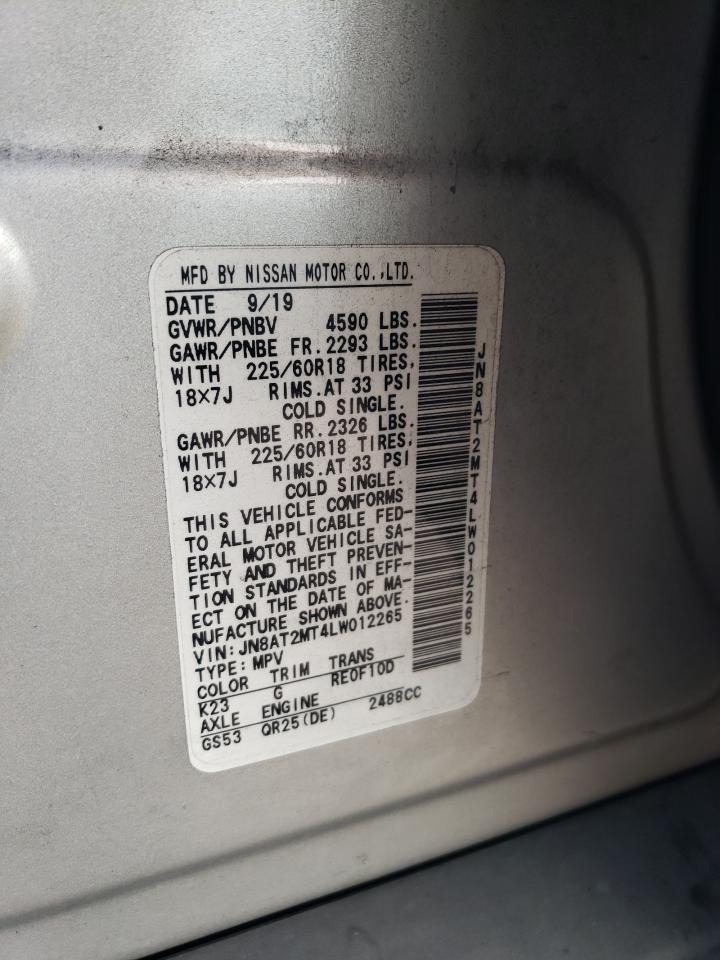 MFD BY NISSAN MOTOR CO.,LTD.
DATE 9/19
GVWR/PNBV 4590 LBS.
GAWR/PNBE FR. 2293 LBS.
WITH 225/60R18 TIRES,
18×7J RIMS.AT 33 PSI
COLD SINGLE.
GAWR/PNBE RR. 2326 LBS.
WITH 225/60R18 TIRES,
18×7J RIMS.AT 33 PSI
COLD SINGLE.
THIS VEHICLE CONFORMS
TO ALL APPLICABLE FED-
ERAL MOTOR VEHICLE SA-
FETY AND THEFT PREVEN-
TION STANDARDS IN EFF-
ECT ON THE DATE OF MA-
NUFACTURE SHOWN ABOVE.
VIN: JN8AT2MT4LW012265
TYPE: MPV
COLOR TRIM TRANS
K23 G RE0F10D
AXLE ENGINE
GS53 QR25(DE) 2488CC
JN8AT2MT4LW012265